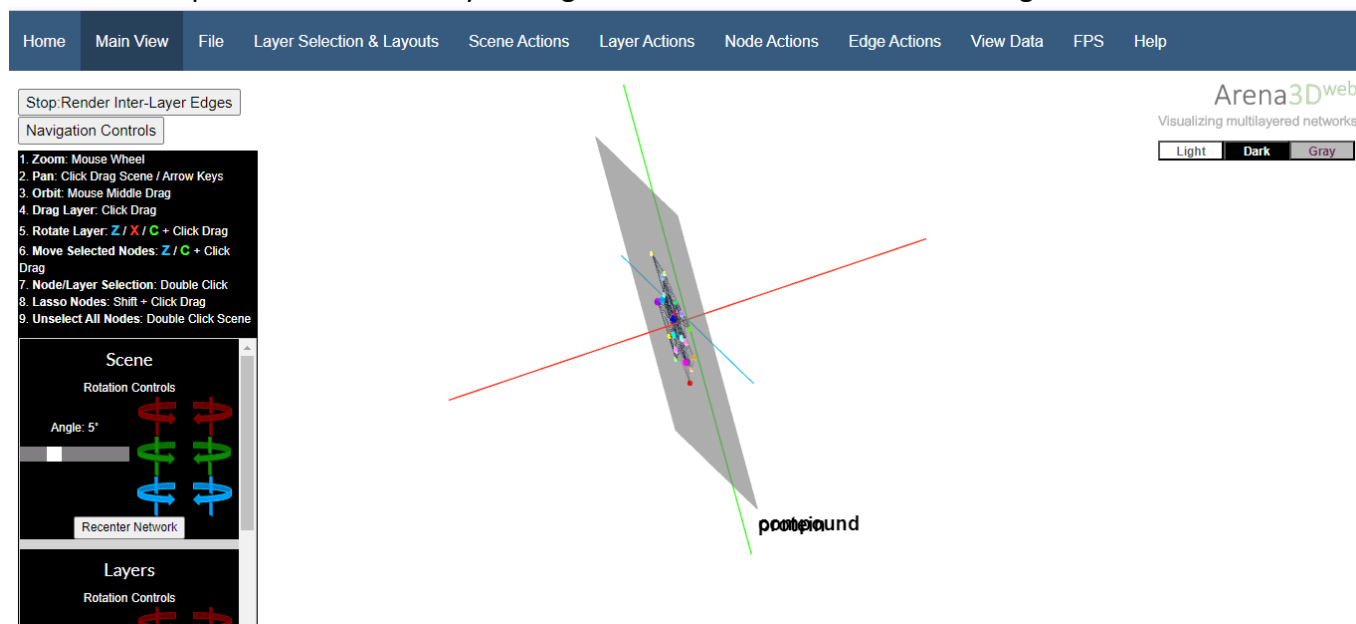 Home Main View File Layer Selection & Layouts Scene Actions Layer Actions Node Actions Edge Actions View Data FPS Help
Stop:Render Inter-Layer Edges
Navigation Controls
1. Zoom: Mouse Wheel
2. Pan: Click Drag Scene / Arrow Keys
3. Orbit: Mouse Middle Drag
4. Drag Layer: Click Drag
5. Rotate Layer: Z / X / C + Click Drag
6. Move Selected Nodes: Z / C + Click
Drag
7. Node/Layer Selection: Double Click
8. Lasso Nodes: Shift + Click Drag
9. Unselect All Nodes: Double Click Scene
Scene
Rotation Controls
Angle: 5°
Recenter Network
Layers
Rotation Controls
Arena3Dweb
Visualizing multilayered networks
Light Dark Gray
compound
protein